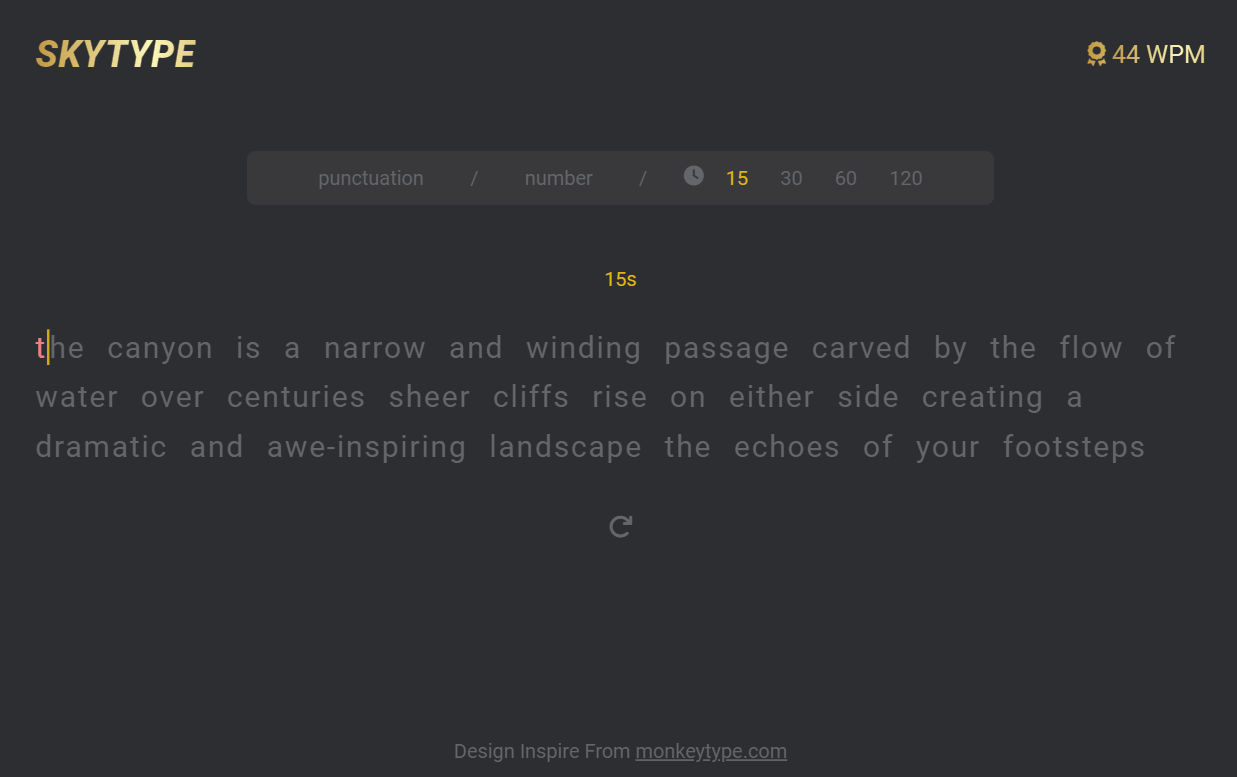 SKYTYPE
44 WPM
punctuation / number / 15 30 60 120
15s
the canyon is a narrow and winding passage carved by the flow of
water over centuries sheer cliffs rise on either side creating a
dramatic and awe-inspiring landscape the echoes of your footsteps
Design Inspire From monkeytype.com